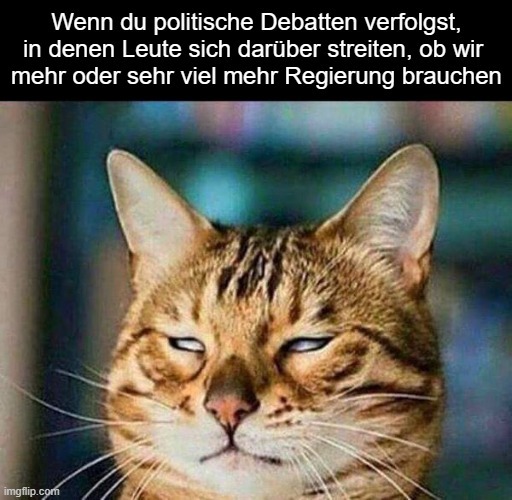 Wenn du politische Debatten verfolgst,
in denen Leute sich darüber streiten, ob wir
mehr oder sehr viel mehr Regierung brauchen
imgflip.com